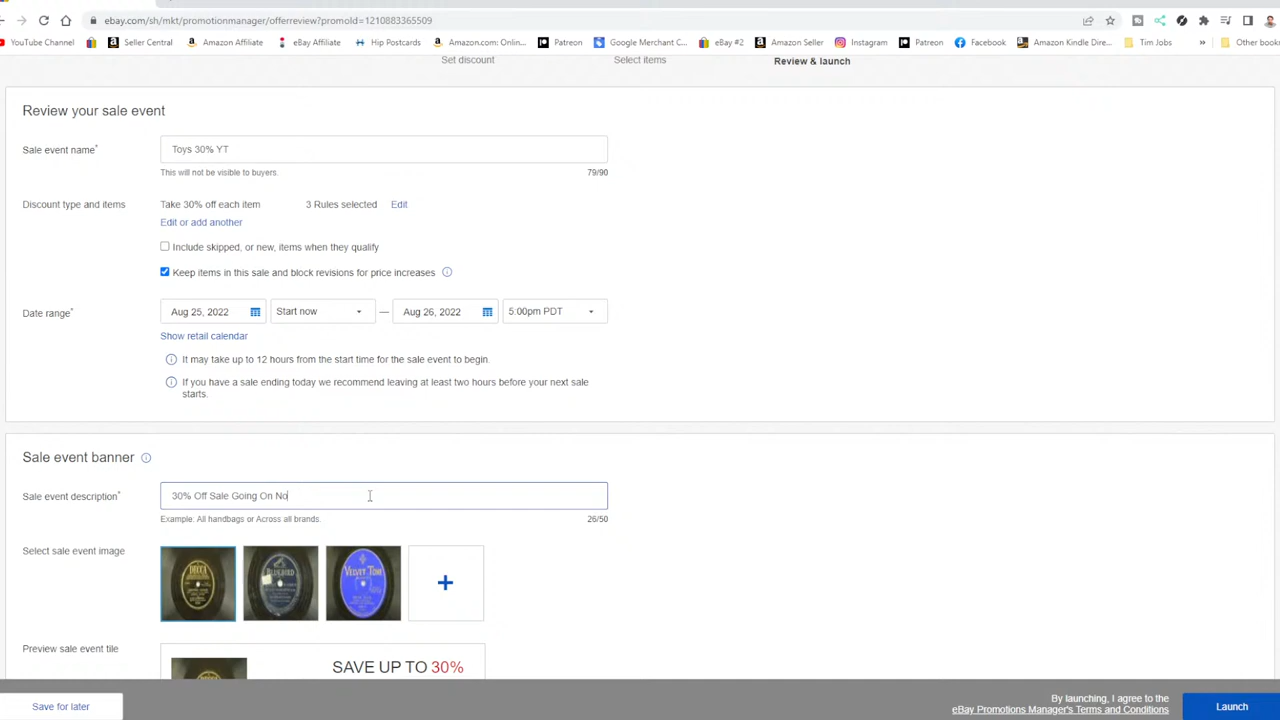 ebay.com/sh/mkt/promotionmanager/offerreview?promoId=1210883365509
YouTube Channel Seller Central Amazon Affiliate eBay Affiliate Hip Postcards Amazon.com: Onlin... Patreon Google Merchant C... eBay #2 Amazon Seller Instagram Patreon Facebook Amazon Kindle Dire... Tim Jobs » Other book
Set discount Select items Review & launch
Review your sale event
Sale event name* Toys 30% YT
This will not be visible to buyers. 79/90
Discount type and items Take 30% off each item 3 Rules selected Edit
Edit or add another
Include skipped, or new, items when they qualify
Keep items in this sale and block revisions for price increases
Date range* Aug 25, 2022 Start now — Aug 26, 2022 5:00pm PDT
Show retail calendar
It may take up to 12 hours from the start time for the sale event to begin.
If you have a sale ending today we recommend leaving at least two hours before your next sale
starts.
Sale event banner
Sale event description* 30% Off Sale Going On No
Example: All handbags or Across all brands. 26/50
Select sale event image
DECCA BLUEBIRD VELVET TONE
Preview sale event tile
SAVE UP TO 30%
Save for later
By launching, I agree to the
eBay Promotions Manager's Terms and Conditions
Launch